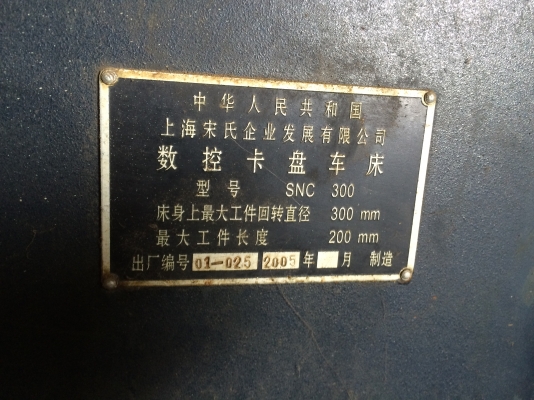 中华人民共和国
上海宋氏企业发展有限公司
数控卡盘车床
型号 SNC 300
床身上最大工件回转直径 300 mm
最大工件长度 200 mm
出厂编号 01-025 2005 年 月 制造